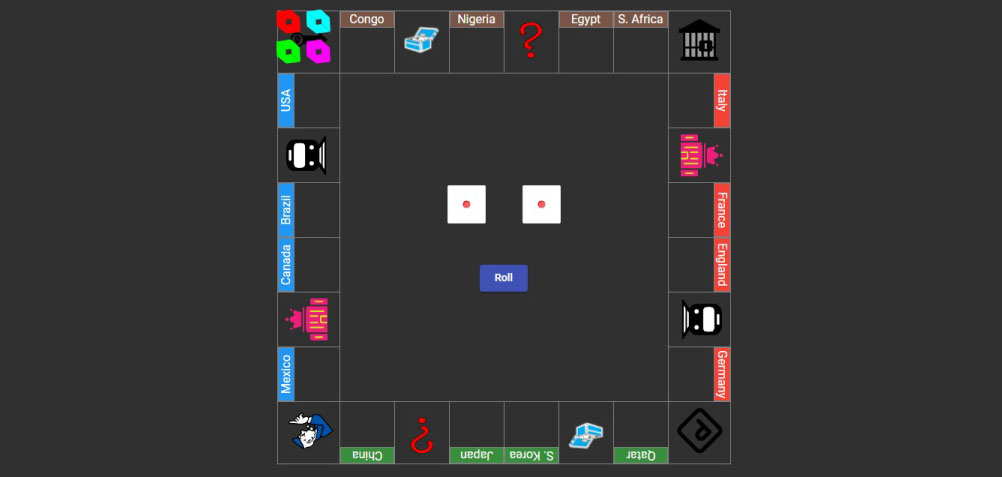 Congo
Nigeria
Egypt
S. Africa
USA
Italy
Brazil
France
Canada
England
Roll
Mexico
Germany
China
Japan
S. Korea
Qatar